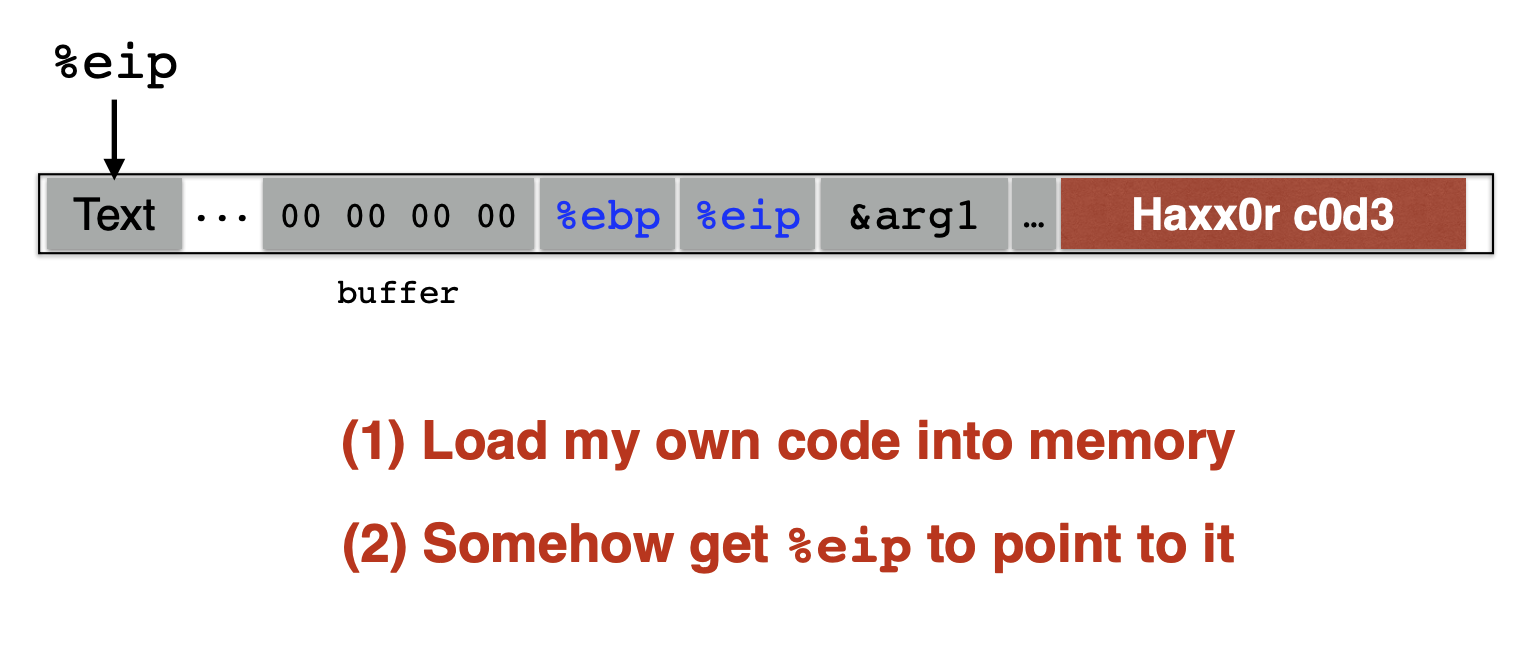 %eip
Text ... 00 00 00 00 %ebp %eip &arg1 … Haxx0r c0d3
buffer
(1) Load my own code into memory
(2) Somehow get %eip to point to it